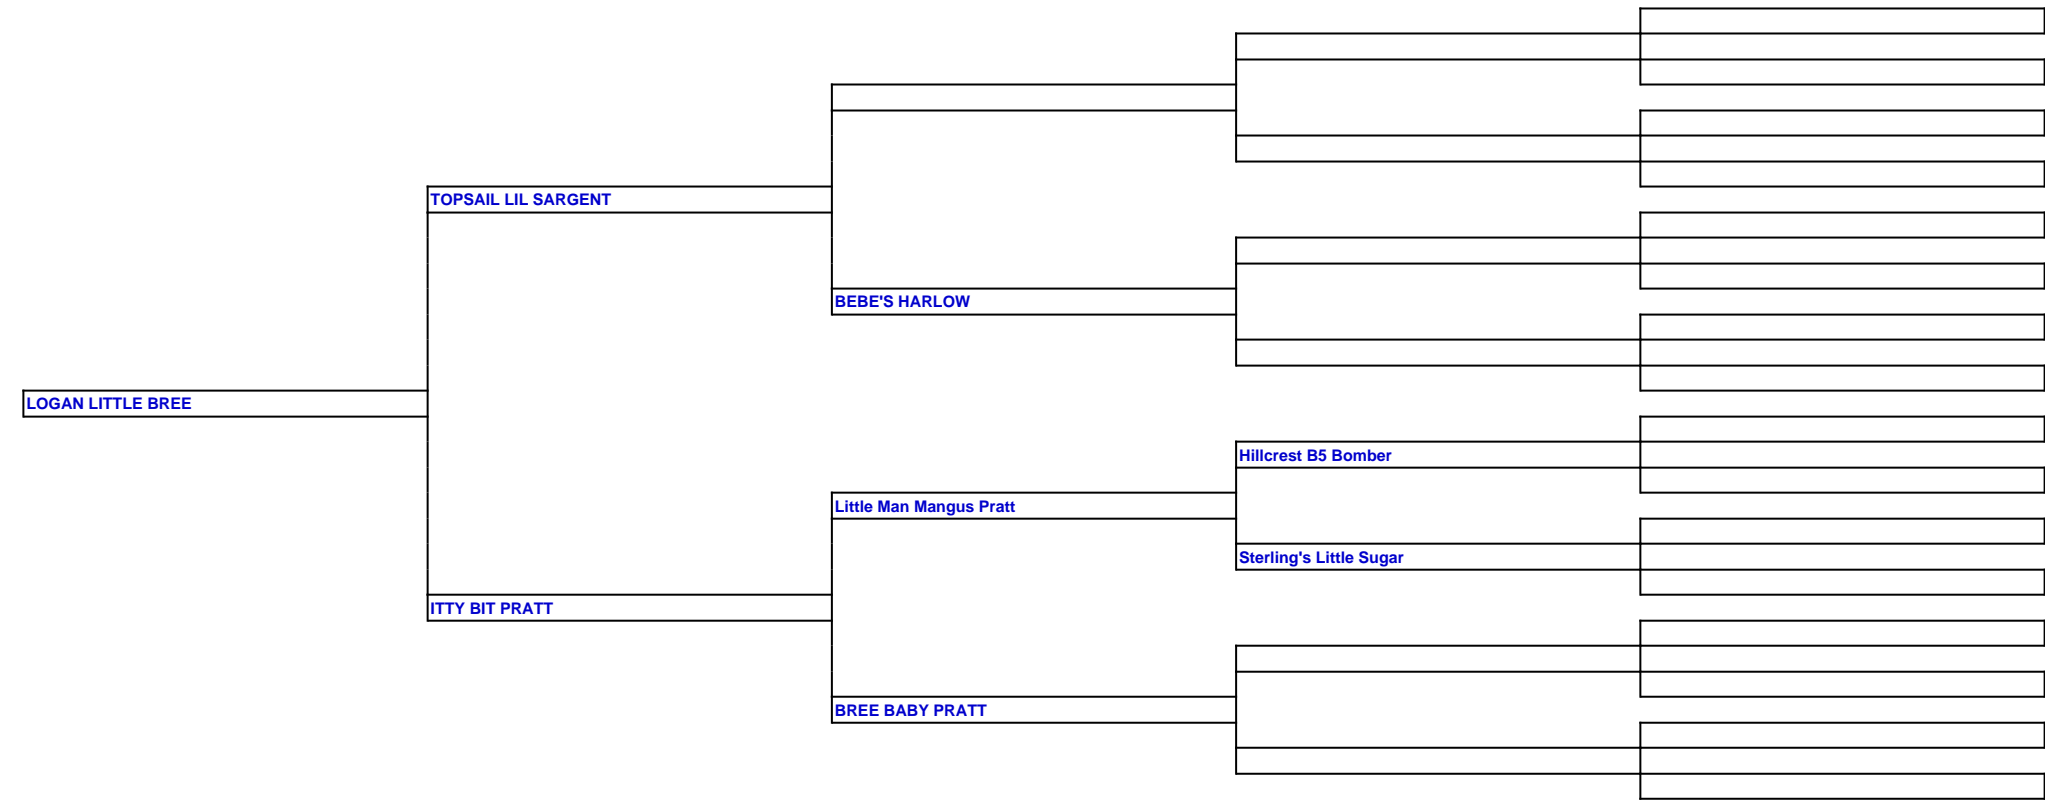 TOPSAIL LIL SARGENT
BEBE'S HARLOW
LOGAN LITTLE BREE
Hillcrest B5 Bomber
Little Man Mangus Pratt
Sterling's Little Sugar
ITTY BIT PRATT
BREE BABY PRATT